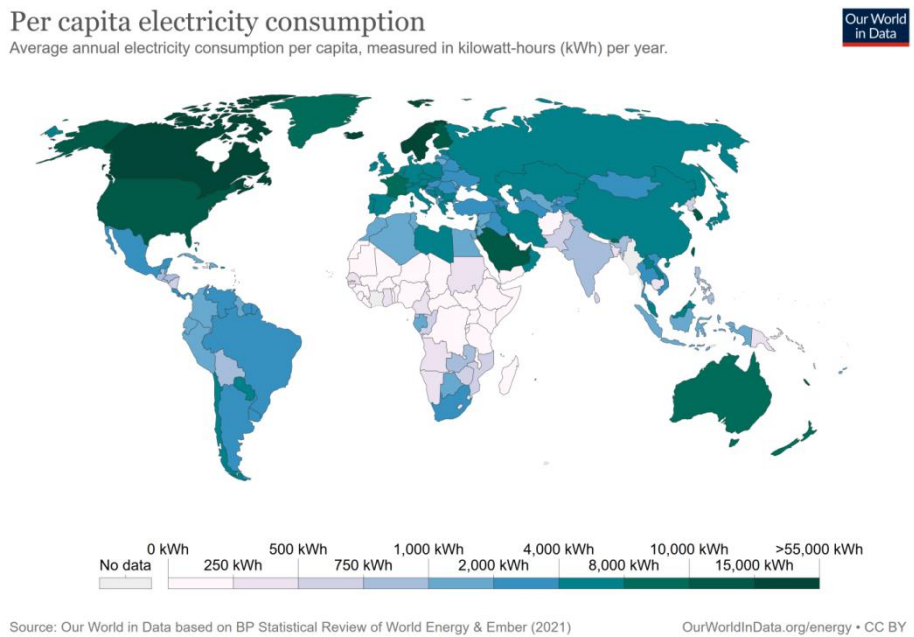 Per capita electricity consumption
Average annual electricity consumption per capita, measured in kilowatt-hours (kWh) per year.
Our World
in Data
0 kWh 500 kWh 1,000 kWh 4,000 kWh 10,000 kWh >55,000 kWh
No data 250 kWh 750 kWh 2,000 kWh 8,000 kWh 15,000 kWh
Source: Our World in Data based on BP Statistical Review of World Energy & Ember (2021)
OurWorldInData.org/energy • CC BY